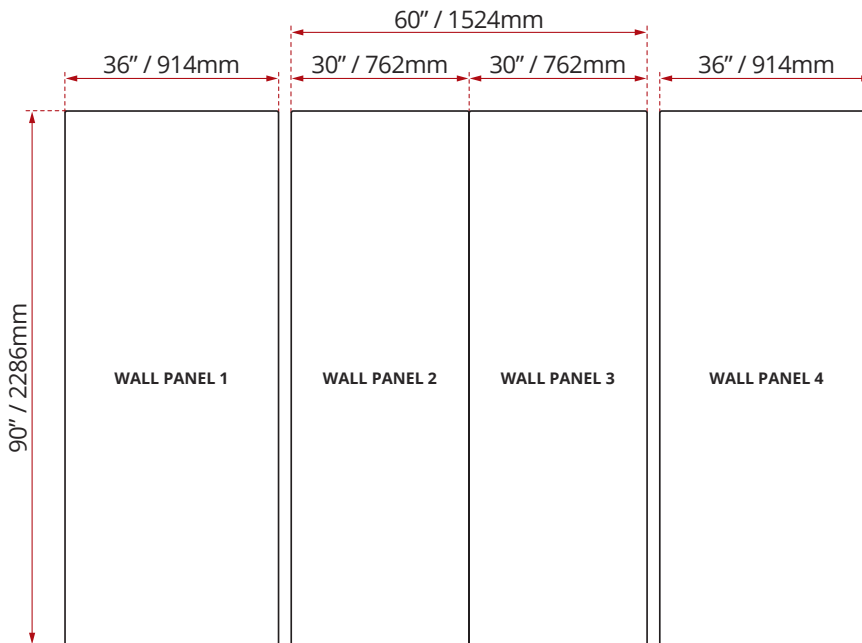 60” / 1524mm
36” / 914mm
30” / 762mm
30” / 762mm
36” / 914mm
90” / 2286mm
WALL PANEL 1
WALL PANEL 2
WALL PANEL 3
WALL PANEL 4